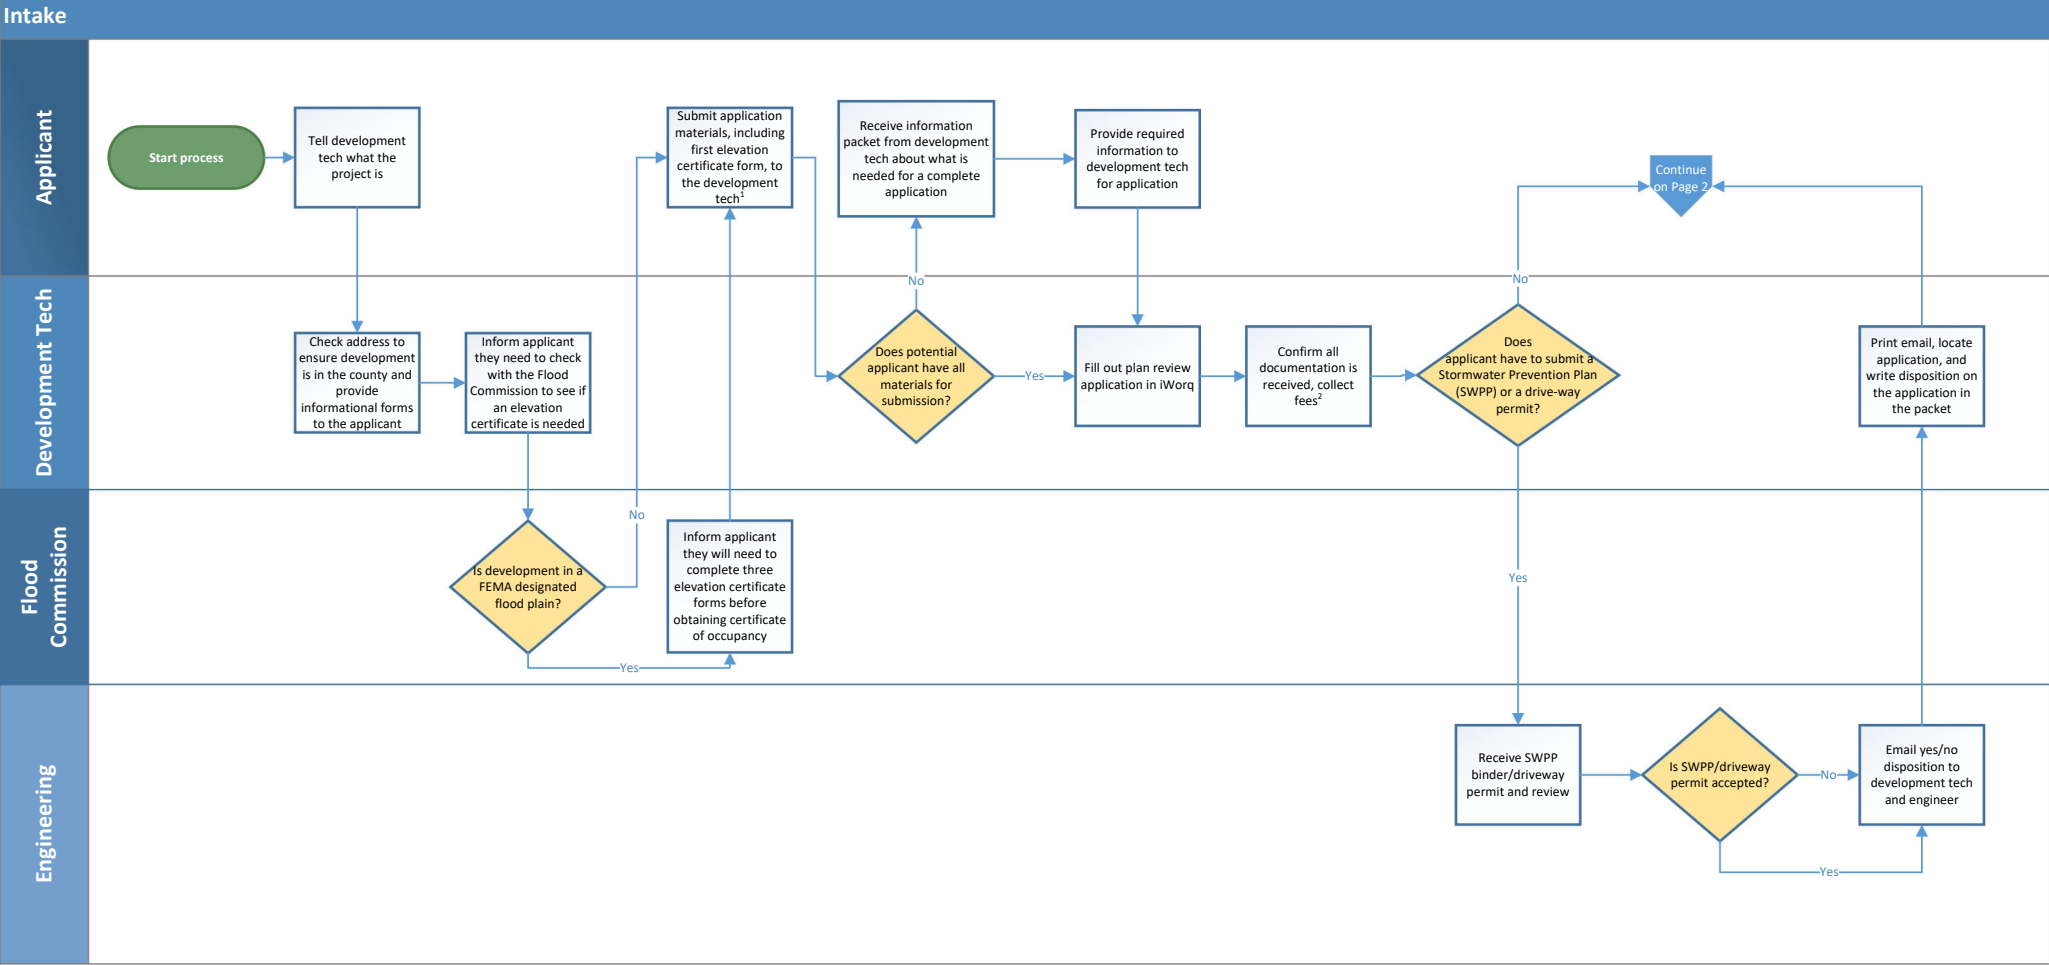 Intake
Applicant
Start process
Tell development
tech what the
project is
Submit application
materials, including
first elevation
certificate form, to
the development
tech¹
Receive information
packet from development
tech about what is
needed for a complete
application
Provide required
information to
development tech
for application
Continue
on Page 2
Development Tech
Check address to
ensure development
is in the county and
provide
informational forms
to the applicant
Inform applicant
they need to check
with the Flood
Commission to see if
an elevation
certificate is needed
No
Does potential
applicant have all
materials for
submission?
Yes
Fill out plan review
application in iWorq
Confirm all
documentation is
received, collect
fees²
No
Does
applicant have to submit a
Stormwater Prevention Plan
(SWPP) or a drive-way
permit?
Print email, locate
application, and
write disposition on
the application in
the packet
Flood
Commission
Is development in a
FEMA designated
flood plain?
No
Yes
Inform applicant
they will need to
complete three
elevation certificate
forms before
obtaining certificate
of occupancy
Yes
Engineering
Receive SWPP
binder/driveway
permit and review
Is SWPP/driveway
permit accepted?
No
Yes
Email yes/no
disposition to
development tech
and engineer